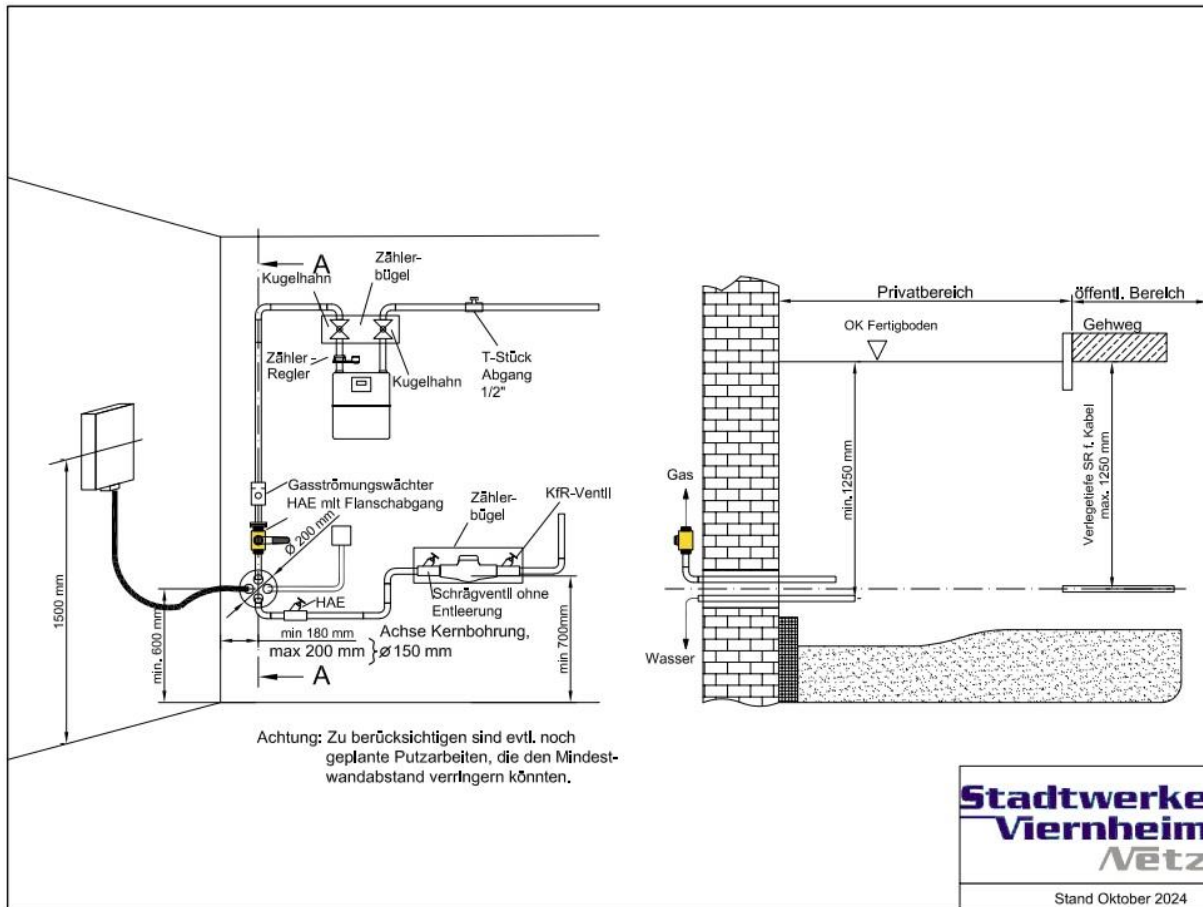 A
Kugelhahn
Zähler-
bügel
Zähler-
Regler
Kugelhahn
T-Stück
Abgang
1/2"
Gasströmungswächter
HAE mit Flanschabgang
Ø 200 mm
Zähler-
bügel
KfR-Ventil
HAE
Schrägventil ohne
Entleerung
1500 mm
min. 600 mm
min 180 mm
max 200 mm
Achse Kernbohrung,
Ø 150 mm
min 700mm
A
Achtung: Zu berücksichtigen sind evtl. noch
geplante Putzarbeiten, die den Mindest-
wandabstand verringern könnten.
Privatbereich
öffentl. Bereich
OK Fertigboden
Gehweg
Gas
min.1250 mm
Verlegetiefe SR f. Kabel
max. 1250 mm
Wasser
Stadtwerke
Viernheim
Netz
Stand Oktober 2024